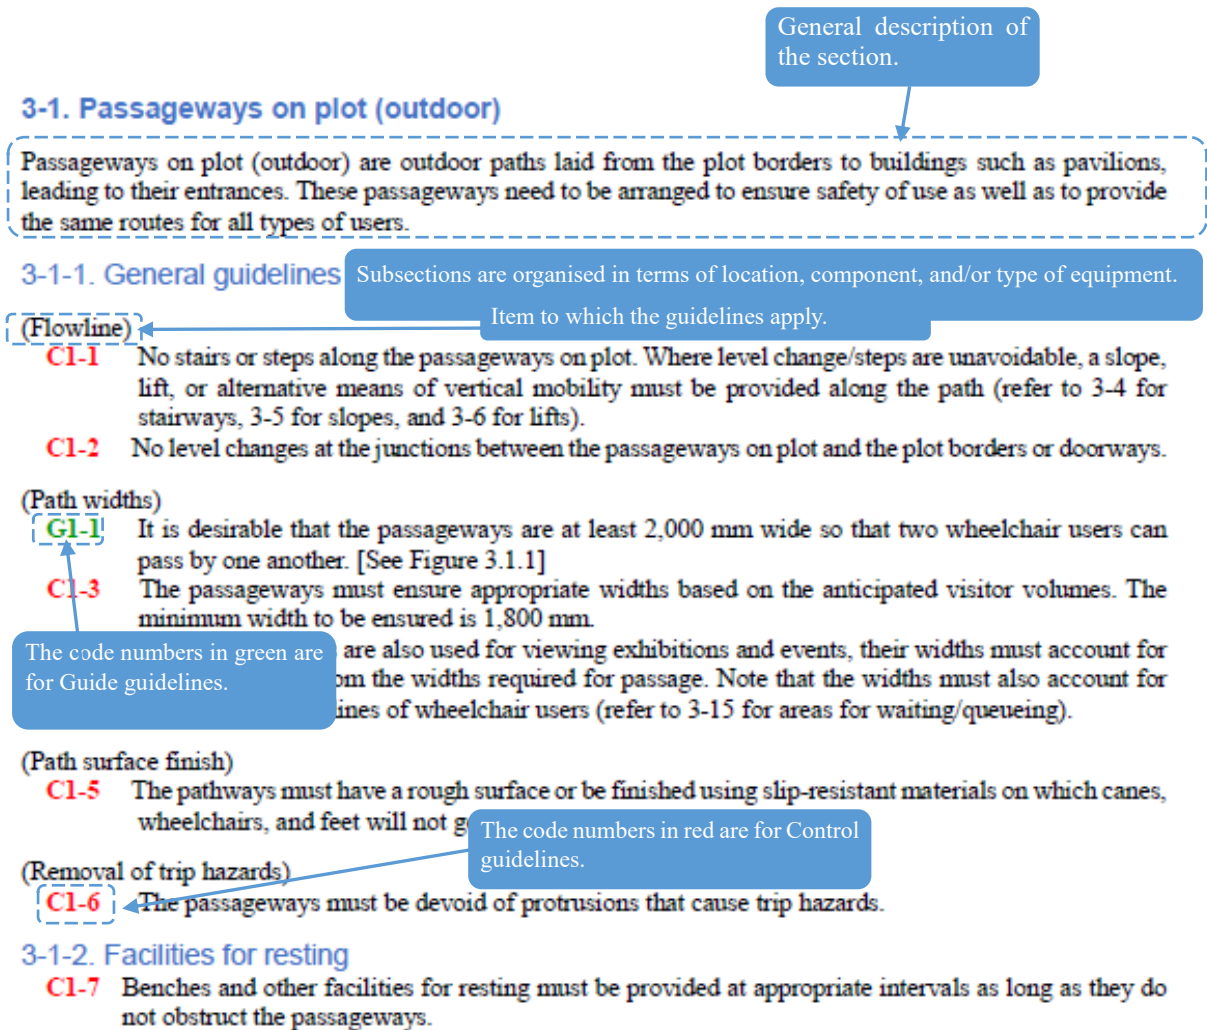 General description of
the section.
3-1. Passageways on plot (outdoor)
Passageways on plot (outdoor) are outdoor paths laid from the plot borders to buildings such as pavilions,
leading to their entrances. These passageways need to be arranged to ensure safety of use as well as to provide
the same routes for all types of users.
3-1-1. General guidelines
Subsections are organised in terms of location, component, and/or type of equipment.
Item to which the guidelines apply.
(Flowline)
C1-1 No stairs or steps along the passageways on plot. Where level change/steps are unavoidable, a slope,
lift, or alternative means of vertical mobility must be provided along the path (refer to 3-4 for
stairways, 3-5 for slopes, and 3-6 for lifts).
C1-2 No level changes at the junctions between the passageways on plot and the plot borders or doorways.
(Path widths)
G1-1 It is desirable that the passageways are at least 2,000 mm wide so that two wheelchair users can
pass by one another. [See Figure 3.1.1]
C1-3 The passageways must ensure appropriate widths based on the anticipated visitor volumes. The
minimum width to be ensured is 1,800 mm.
The code numbers in green are
for Guide guidelines.
are also used for viewing exhibitions and events, their widths must account for
the widths required for passage. Note that the widths must also account for
of wheelchair users (refer to 3-15 for areas for waiting/queueing).
(Path surface finish)
C1-5 The pathways must have a rough surface or be finished using slip-resistant materials on which canes,
wheelchairs, and feet will not
The code numbers in red are for Control
guidelines.
(Removal of trip hazards)
C1-6 The passageways must be devoid of protrusions that cause trip hazards.
3-1-2. Facilities for resting
C1-7 Benches and other facilities for resting must be provided at appropriate intervals as long as they do
not obstruct the passageways.